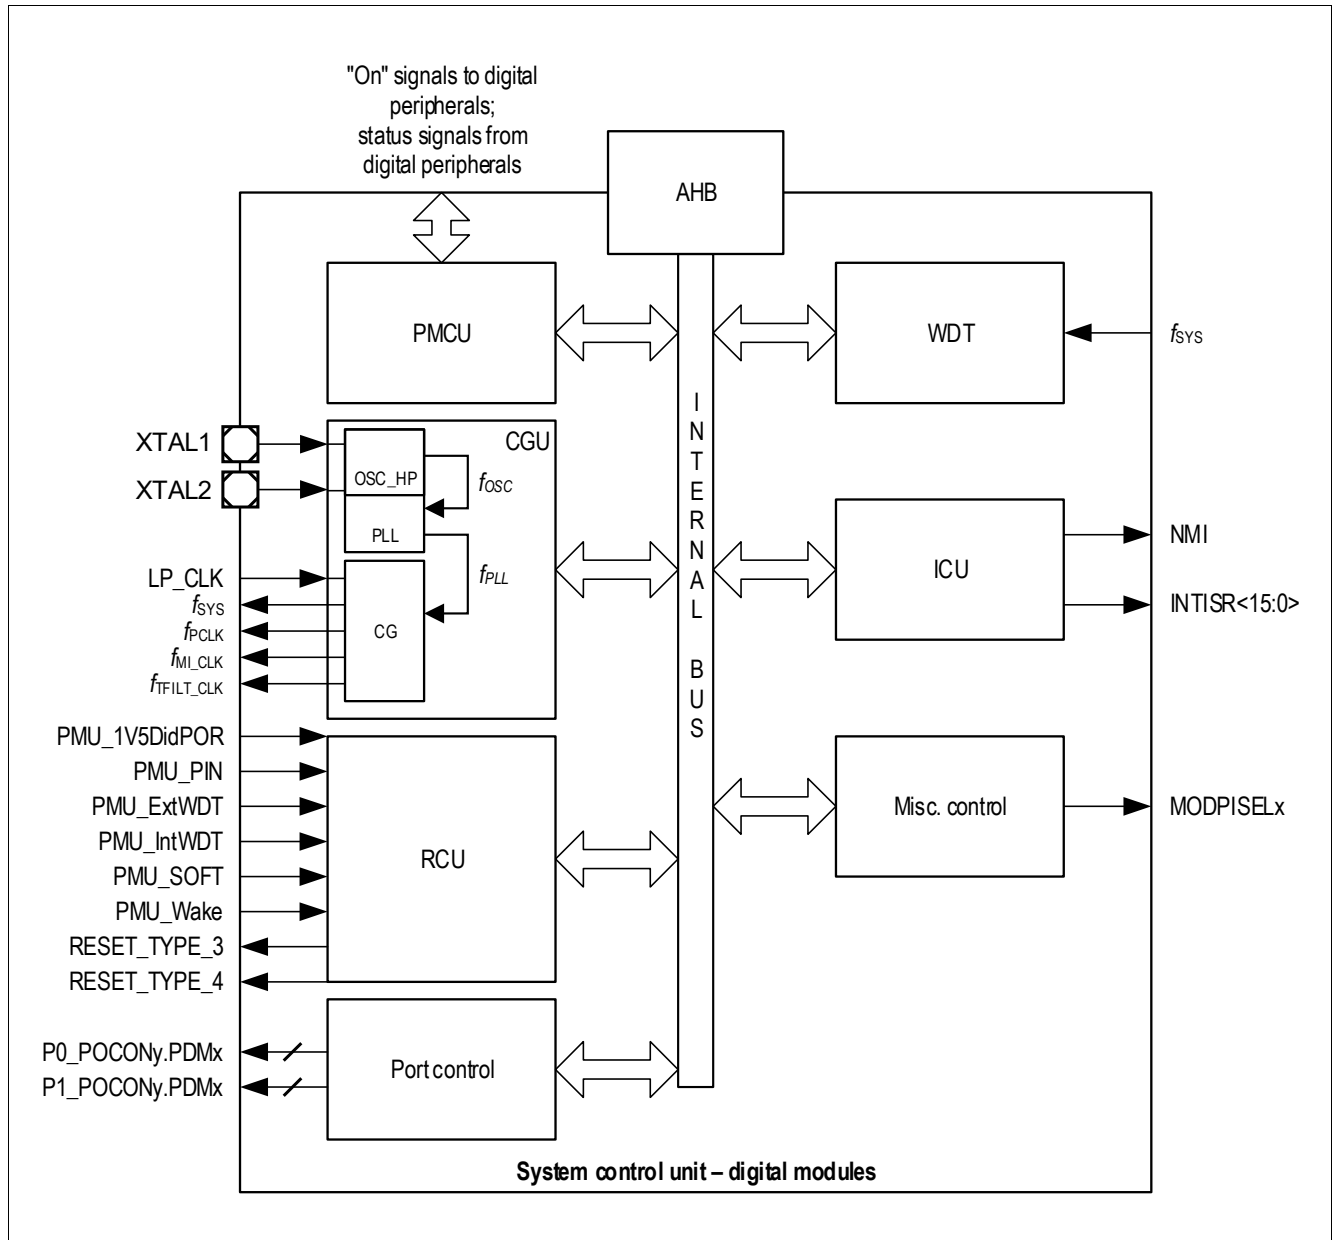 "On" signals to digital
peripherals;
status signals from
digital peripherals
AHB
PMCU
WDT
fSYS
XTAL1
XTAL2
CGU
OSC_HP
fOSC
PLL
fPLL
LP_CLK
fSYS
fPCLK
fMI_CLK
fTFILT_CLK
CG
INTERNAL BUS
ICU
NMI
INTISR<15:0>
PMU_1V5DidPOR
PMU_PIN
PMU_ExtWDT
PMU_IntWDT
PMU_SOFT
PMU_Wake
RESET_TYPE_3
RESET_TYPE_4
RCU
Misc. control
MODPISELx
P0_POCONy.PDMx
P1_POCONy.PDMx
Port control
System control unit – digital modules